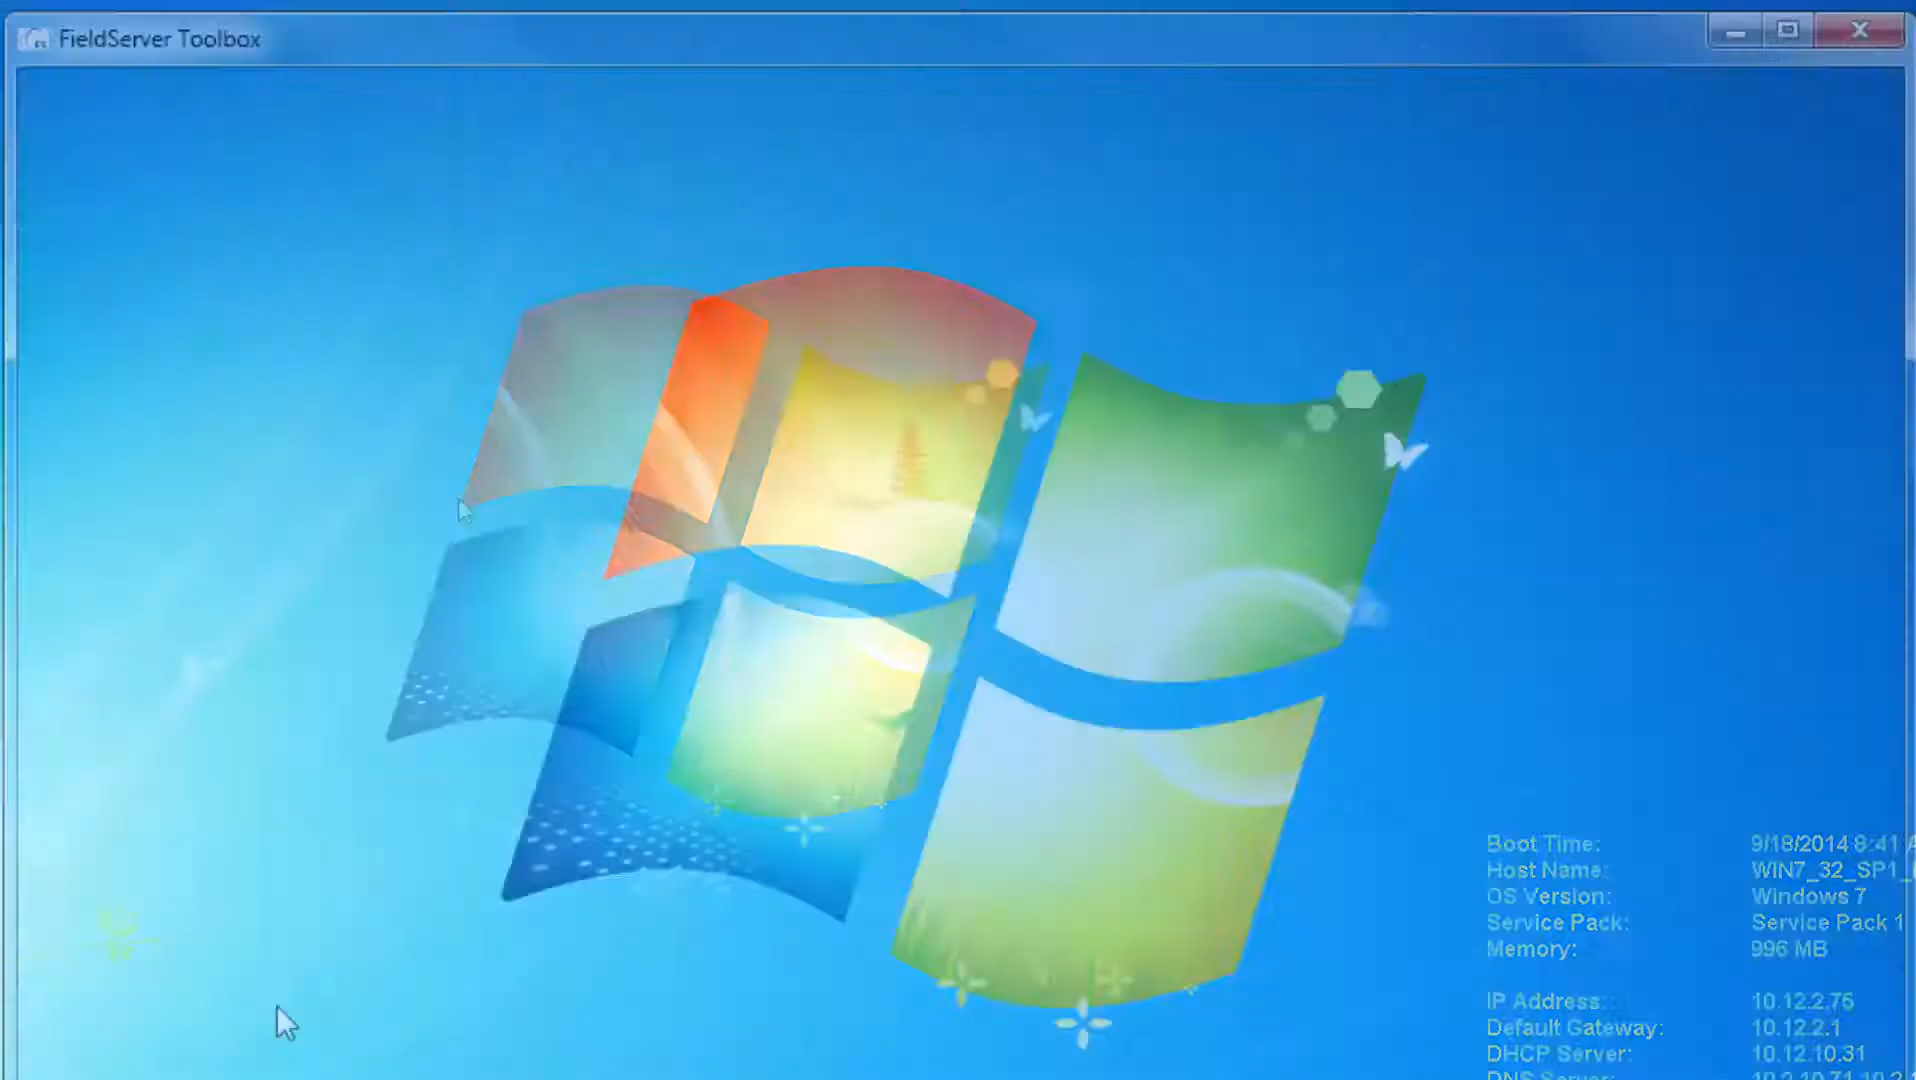 FieldServer Toolbox
Boot Time: 9/18/2014 8:41
Host Name: WIN7_32_SP1_
OS Version: Windows 7
Service Pack: Service Pack 1
Memory: 996 MB
IP Address: 10.12.2.75
Default Gateway: 10.12.2.1
DHCP Server: 10.12.10.31